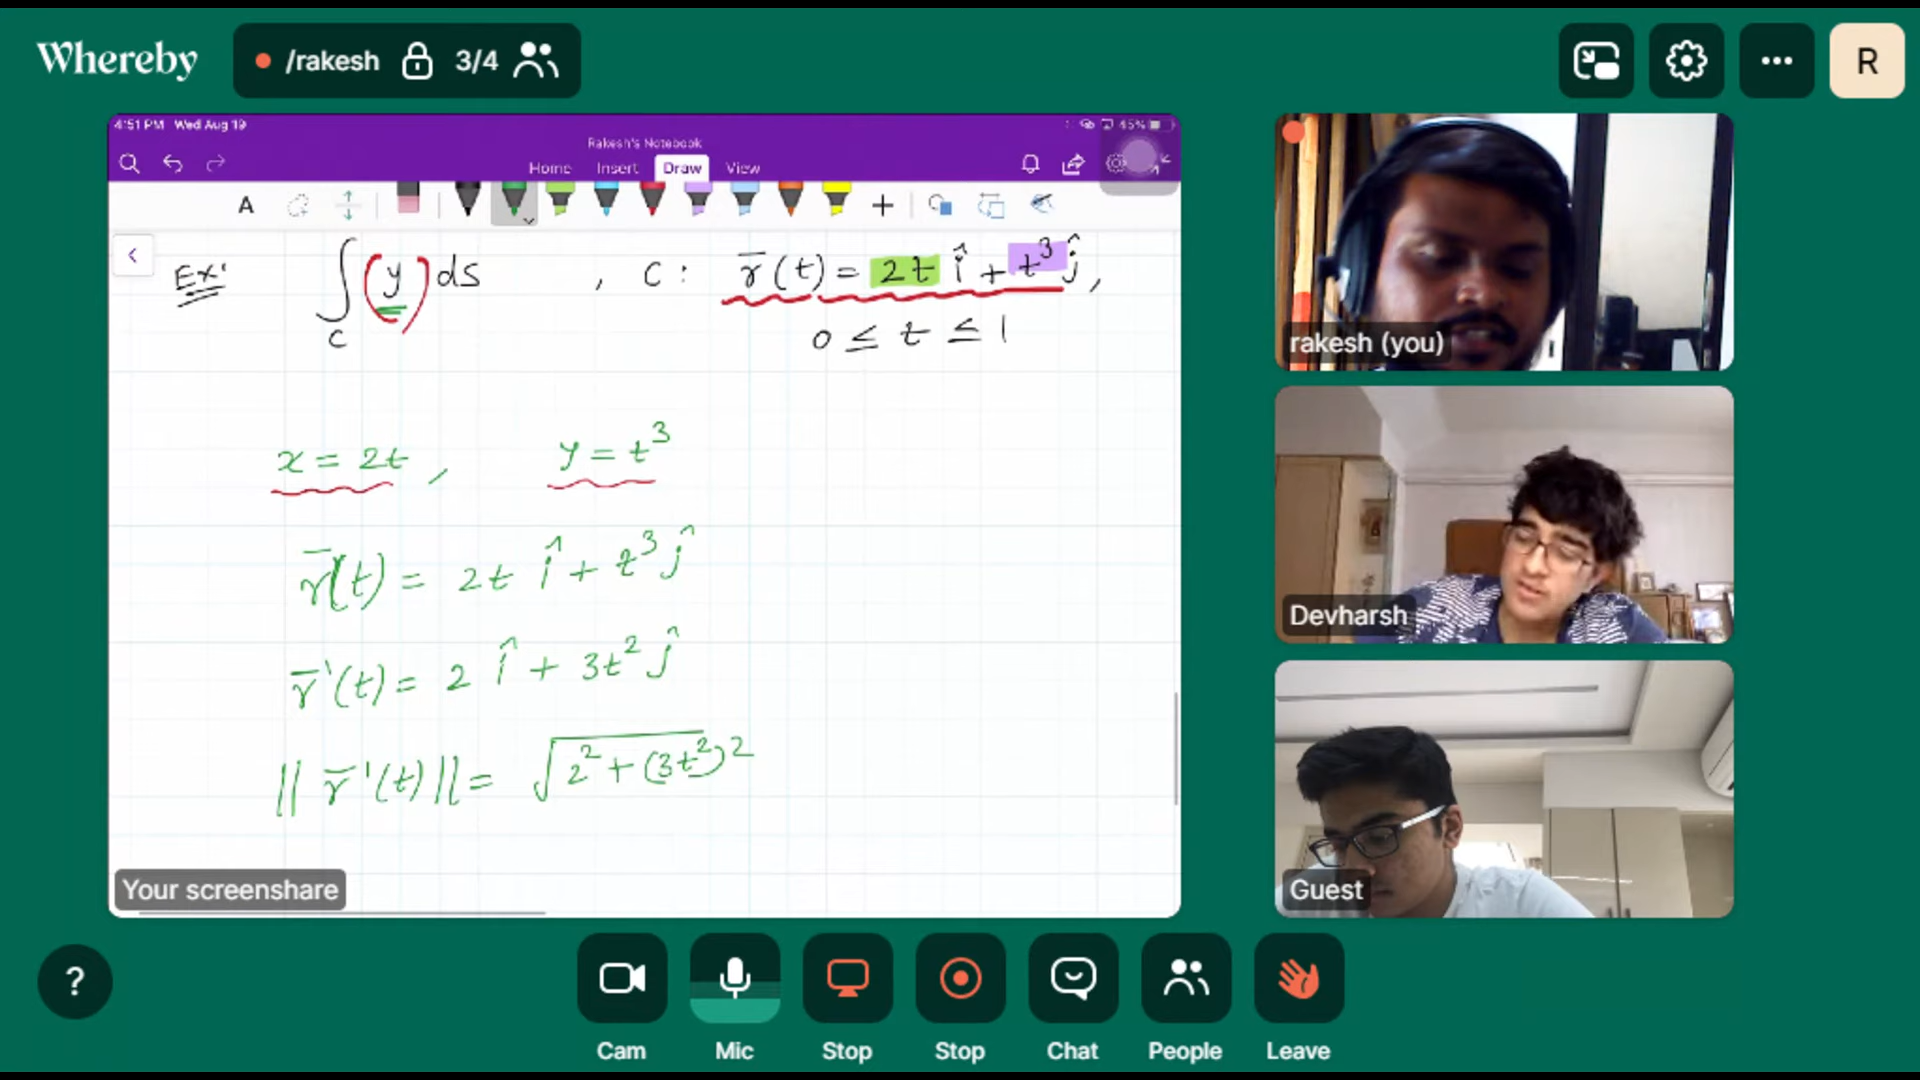 Whereby
/rakesh 3/4
R
4:51 PM Wed Aug 19
45%
Rakesh's Notebook
Home Insert Draw View
A
Ex:
∫_C (y) ds , C : r̄(t) = 2t î + t³ ĵ,
0 ≤ t ≤ 1
x = 2t , y = t³
r̄(t) = 2t î + t³ ĵ
r̄'(t) = 2 î + 3t² ĵ
|| r̄'(t) || = √(2² + (3t²)²)
Your screenshare
rakesh (you)
Devharsh
Guest
?
Cam Mic Stop Stop Chat People Leave